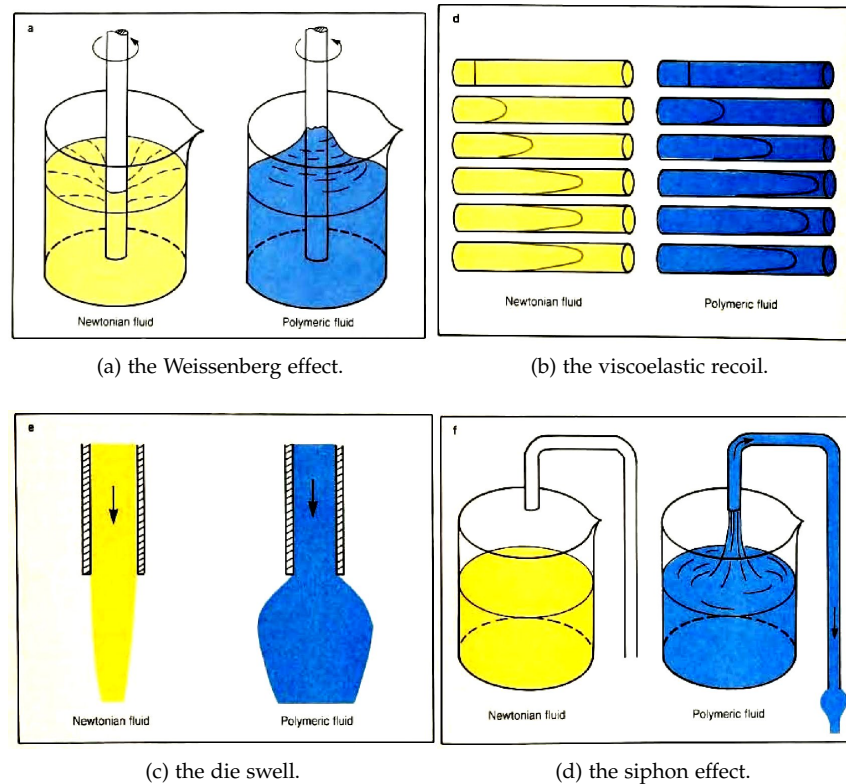 a
Newtonian fluid
Polymeric fluid
(a) the Weissenberg effect.
d
Newtonian fluid
Polymeric fluid
(b) the viscoelastic recoil.
e
Newtonian fluid
Polymeric fluid
(c) the die swell.
f
Newtonian fluid
Polymeric fluid
(d) the siphon effect.